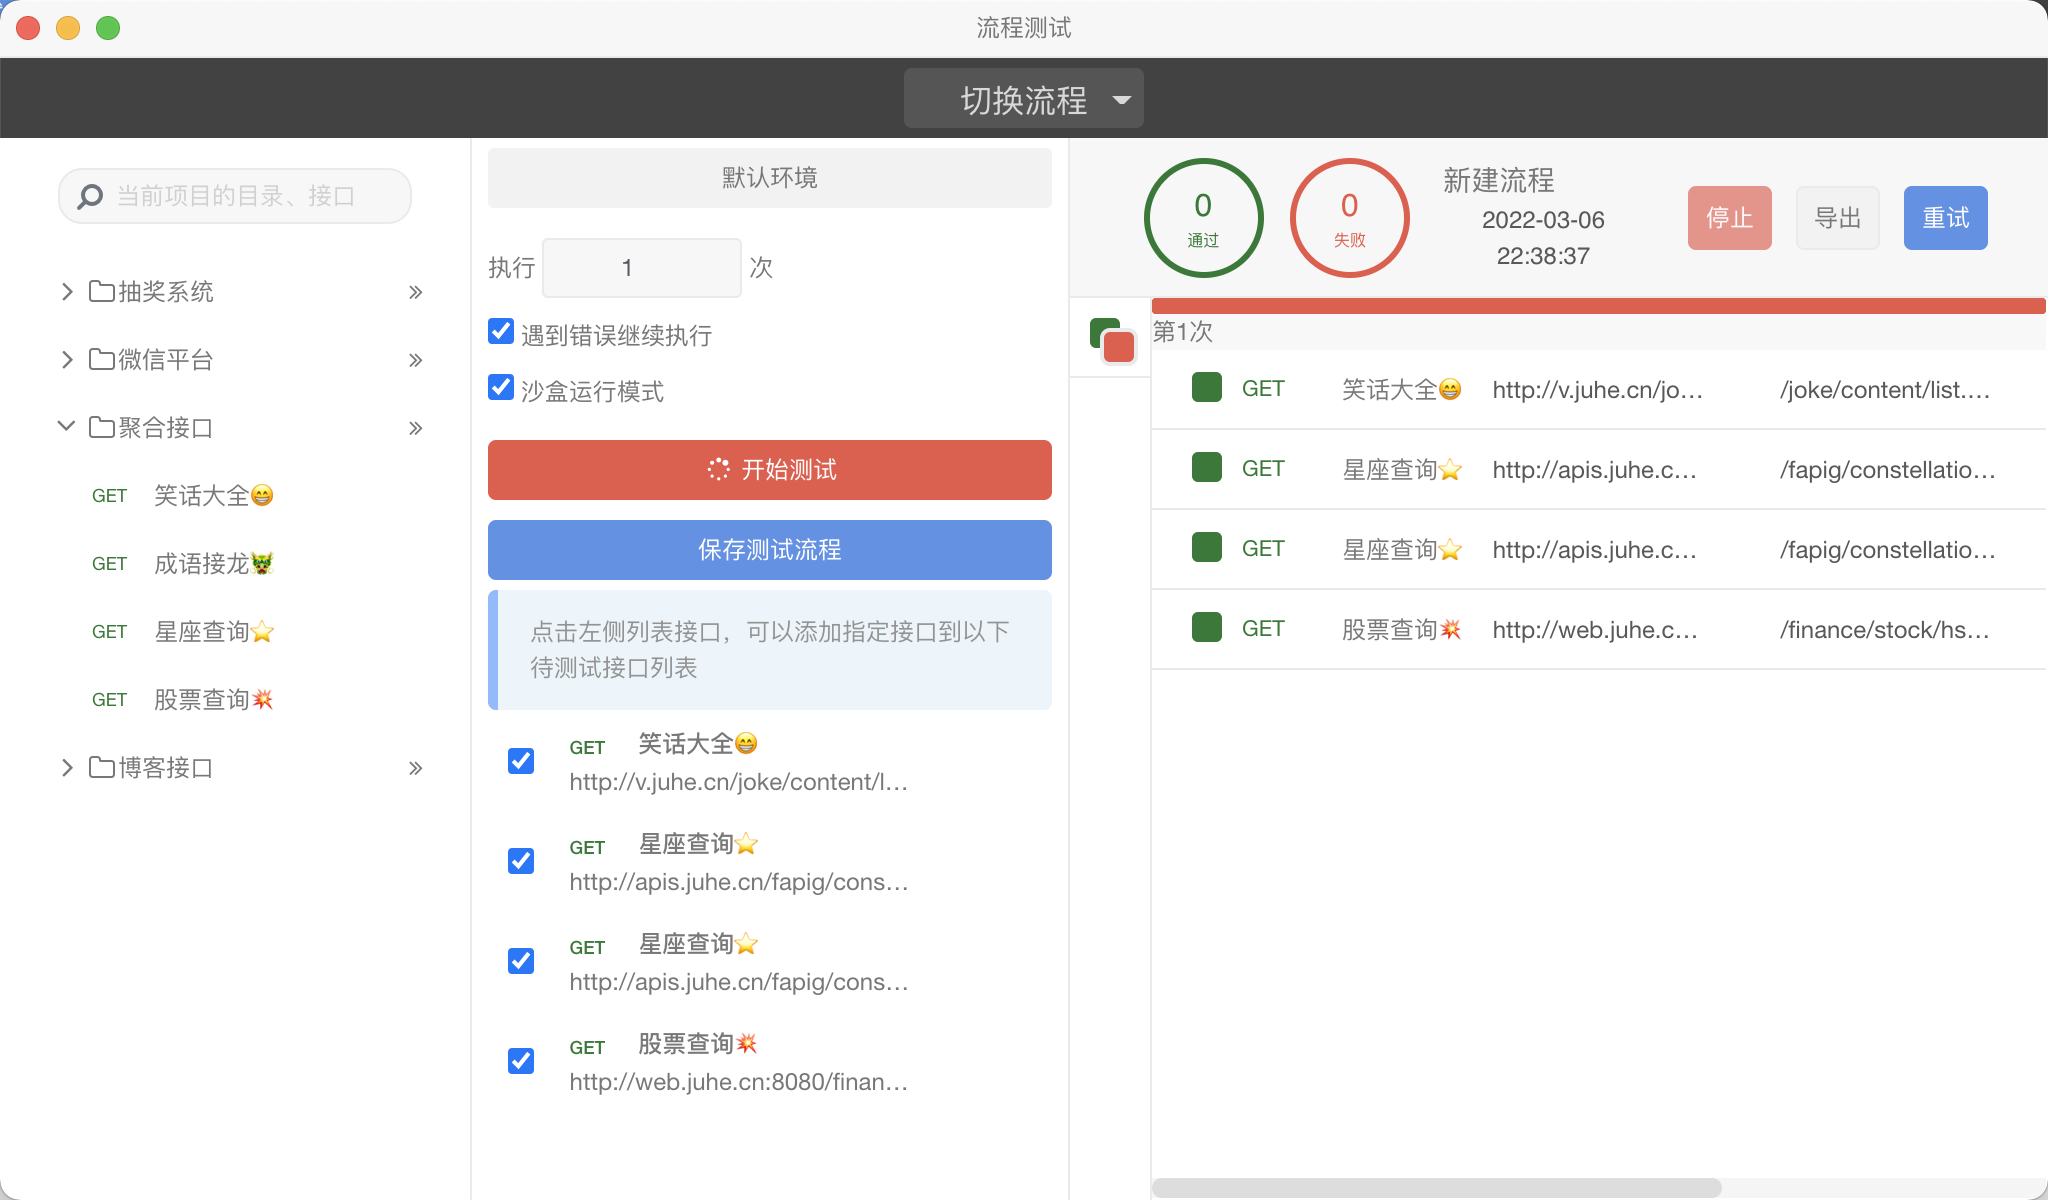 流程测试
切换流程
当前项目的目录、接口
抽奖系统
微信平台
聚合接口
GET 笑话大全😁
GET 成语接龙🐲
GET 星座查询⭐
GET 股票查询💥
博客接口
默认环境
执行 1 次
遇到错误继续执行
沙盒运行模式
开始测试
保存测试流程
点击左侧列表接口，可以添加指定接口到以下
待测试接口列表
GET 笑话大全😁
http://v.juhe.cn/joke/content/l…
GET 星座查询⭐
http://apis.juhe.cn/fapig/cons…
GET 星座查询⭐
http://apis.juhe.cn/fapig/cons…
GET 股票查询💥
http://web.juhe.cn:8080/finan…
0
通过
0
失败
新建流程
2022-03-06
22:38:37
停止
导出
重试
第1次
GET 笑话大全😁 http://v.juhe.cn/jo… /joke/content/list.…
GET 星座查询⭐ http://apis.juhe.c… /fapig/constellatio…
GET 星座查询⭐ http://apis.juhe.c… /fapig/constellatio…
GET 股票查询💥 http://web.juhe.c… /finance/stock/hs…